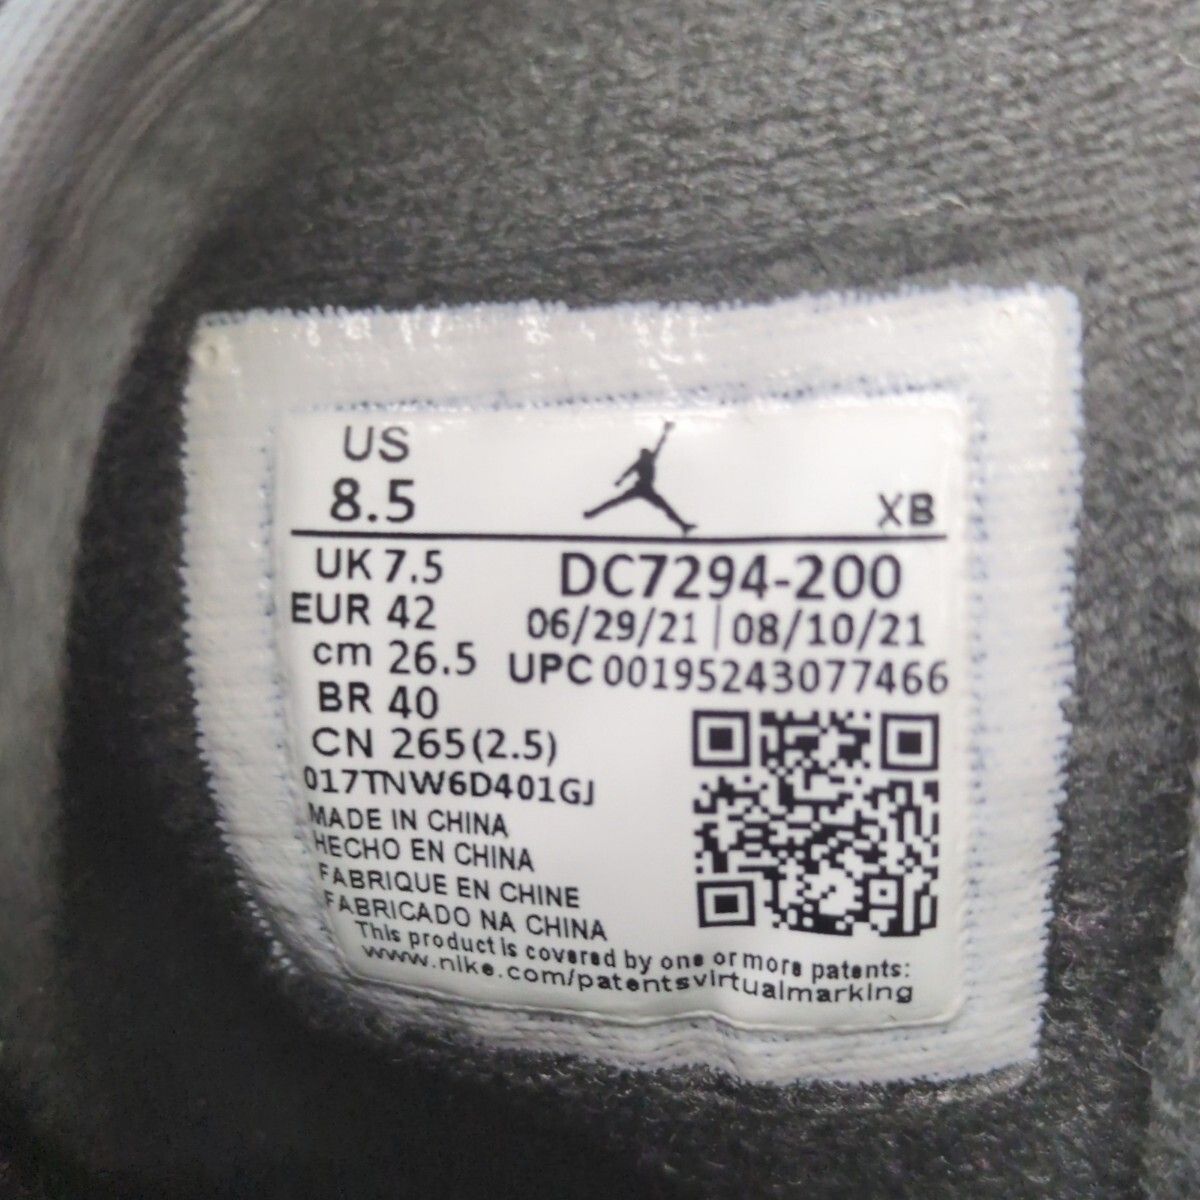 US
8.5
XB
UK 7.5
EUR 42
cm 26.5
BR 40
CN 265(2.5)
DC7294-200
06/29/21 | 08/10/21
UPC 001952430774​66
017TNW6D401GJ
MADE IN CHINA
HECHO EN CHINA
FABRIQUE EN CHINE
FABRICADO NA CHINA
This product is covered by one or more patents:
www.nike.com/patentsvirtualmarking